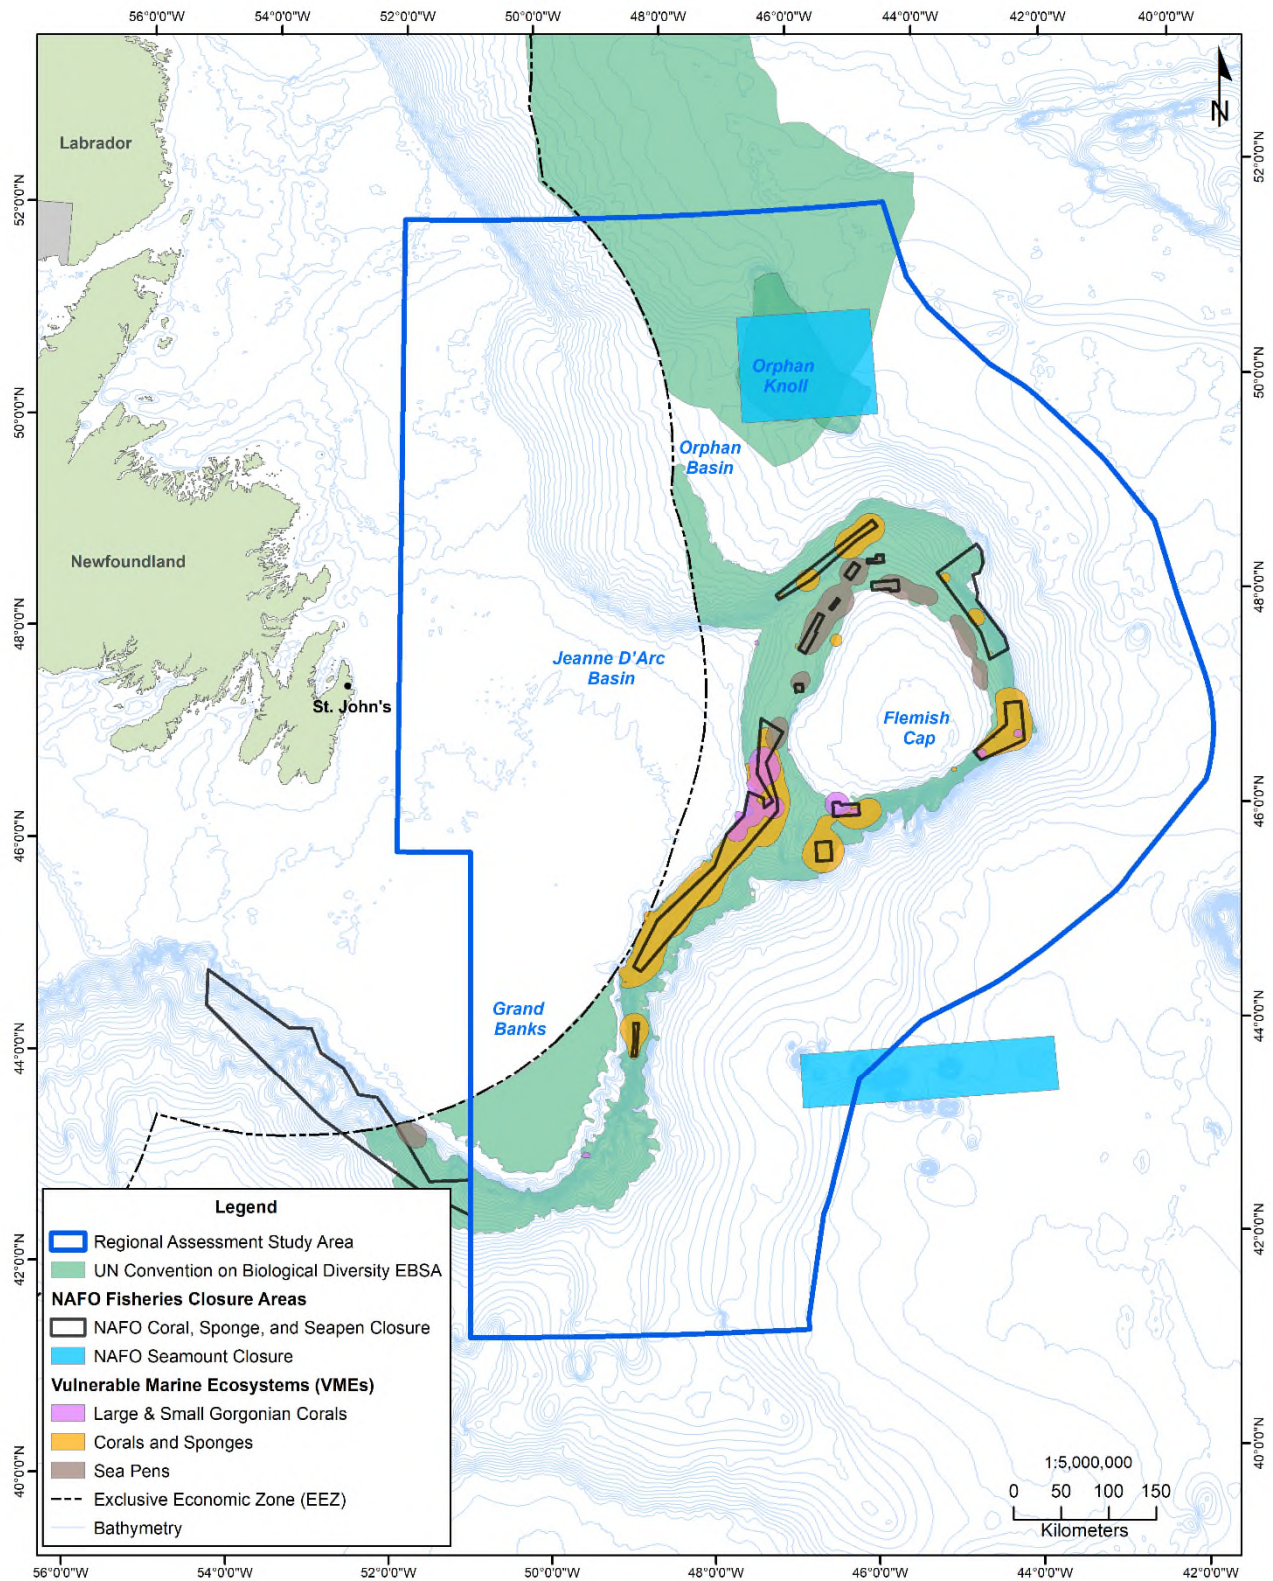 56°0'0"W 54°0'0"W 52°0'0"W 50°0'0"W 48°0'0"W 46°0'0"W 44°0'0"W 42°0'0"W 40°0'0"W
N
Labrador
52°0'0"N
52°0'0"N
Orphan
Knoll
50°0'0"N
50°0'0"N
Orphan
Basin
Newfoundland
48°0'0"N
48°0'0"N
Jeanne D'Arc
Basin
St. John's
Flemish
Cap
46°0'0"N
46°0'0"N
Grand
Banks
44°0'0"N
44°0'0"N
42°0'0"N
42°0'0"N
40°0'0"N
40°0'0"N
Legend
Regional Assessment Study Area
UN Convention on Biological Diversity EBSA
NAFO Fisheries Closure Areas
NAFO Coral, Sponge, and Seapen Closure
NAFO Seamount Closure
Vulnerable Marine Ecosystems (VMEs)
Large & Small Gorgonian Corals
Corals and Sponges
Sea Pens
Exclusive Economic Zone (EEZ)
Bathymetry
1:5,000,000
0 50 100 150
Kilometers
56°0'0"W 54°0'0"W 52°0'0"W 50°0'0"W 48°0'0"W 46°0'0"W 44°0'0"W 42°0'0"W